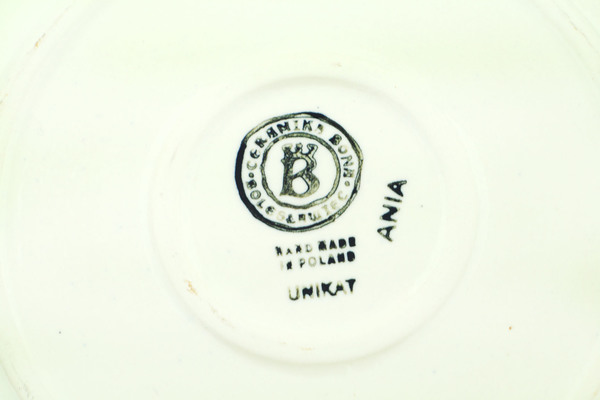 CERAMIKA BONA
BOLESŁAWIEC
B
HAND MADE
IN POLAND
UNIKAT
ANIA